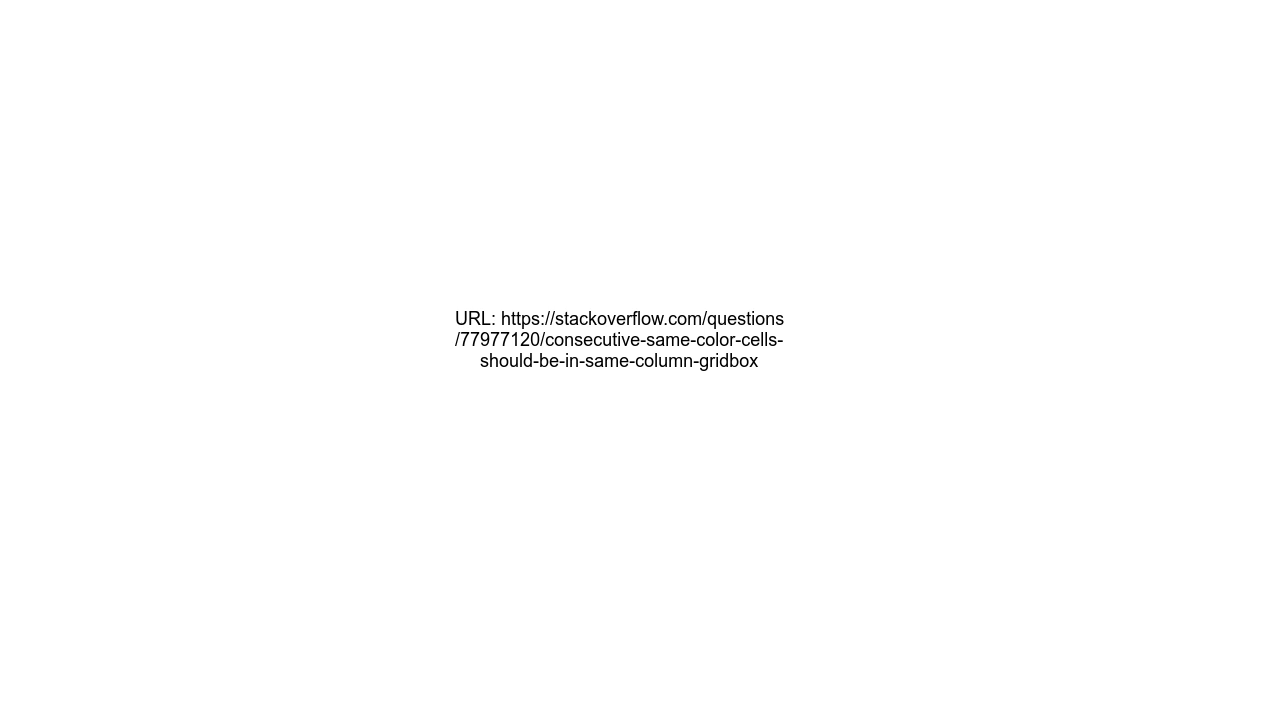 URL: https://stackoverflow.com/questions
/77977120/consecutive-same-color-cells-
should-be-in-same-column-gridbox